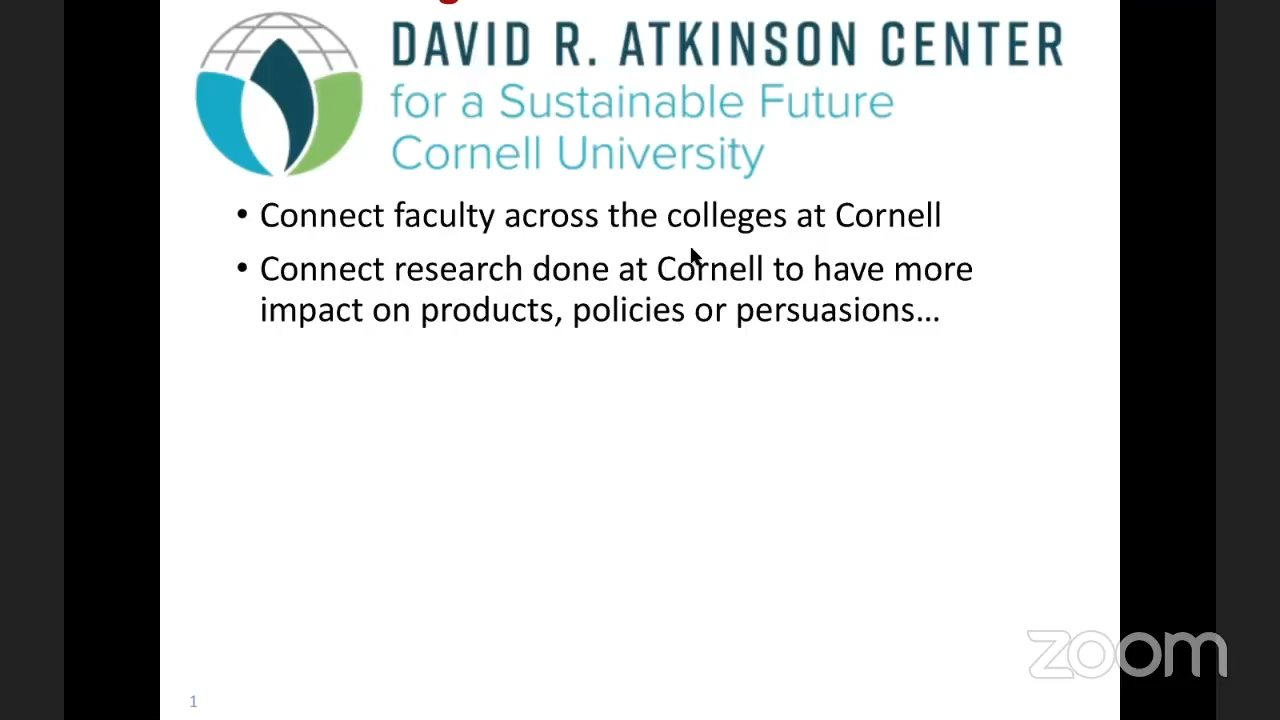 DAVID R. ATKINSON CENTER
for a Sustainable Future
Cornell University
• Connect faculty across the colleges at Cornell
• Connect research done at Cornell to have more
impact on products, policies or persuasions...
zoom
1